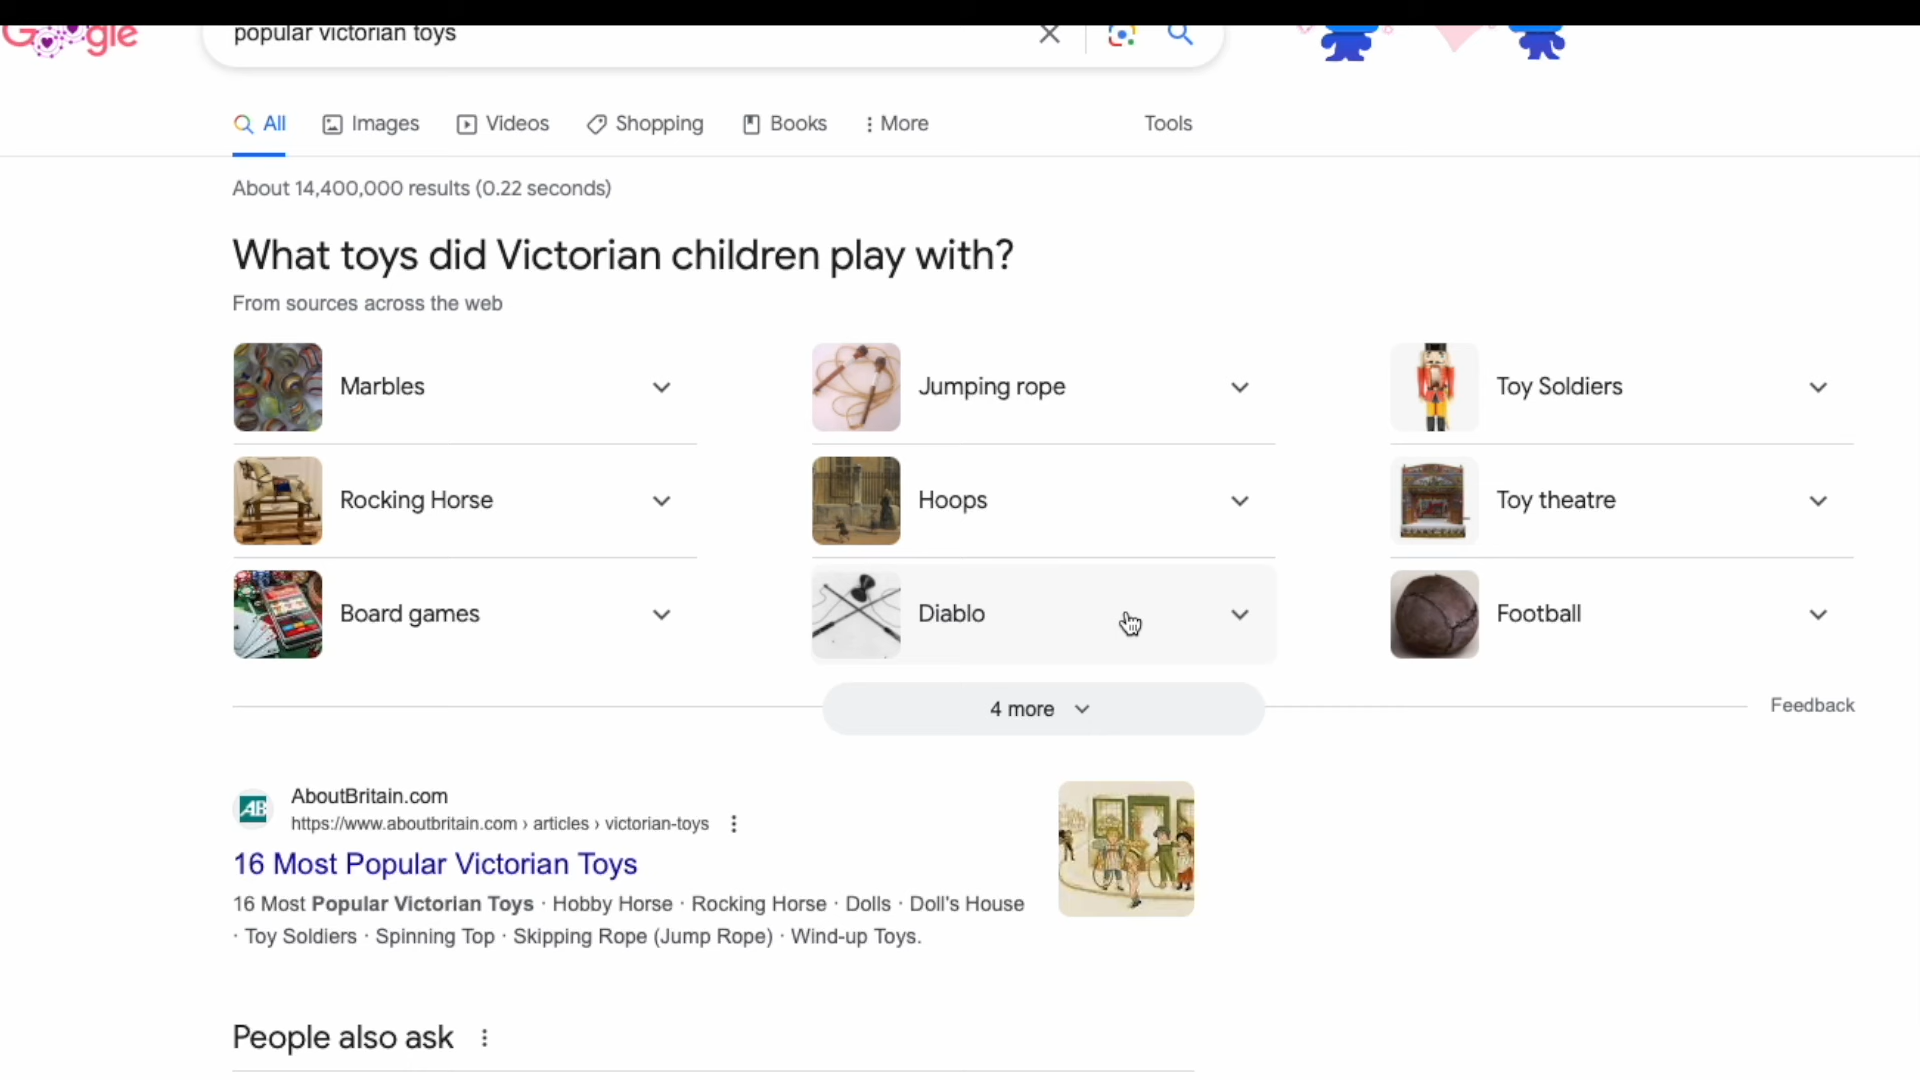 Google
popular victorian toys
All Images Videos Shopping Books More Tools
About 14,400,000 results (0.22 seconds)
What toys did Victorian children play with?
From sources across the web
Marbles Jumping rope Toy Soldiers
Rocking Horse Hoops Toy theatre
Board games Diablo Football
4 more
Feedback
AB
AboutBritain.com
https://www.aboutbritain.com › articles › victorian-toys
16 Most Popular Victorian Toys
16 Most Popular Victorian Toys · Hobby Horse · Rocking Horse · Dolls · Doll's House
· Toy Soldiers · Spinning Top · Skipping Rope (Jump Rope) · Wind-up Toys.
People also ask